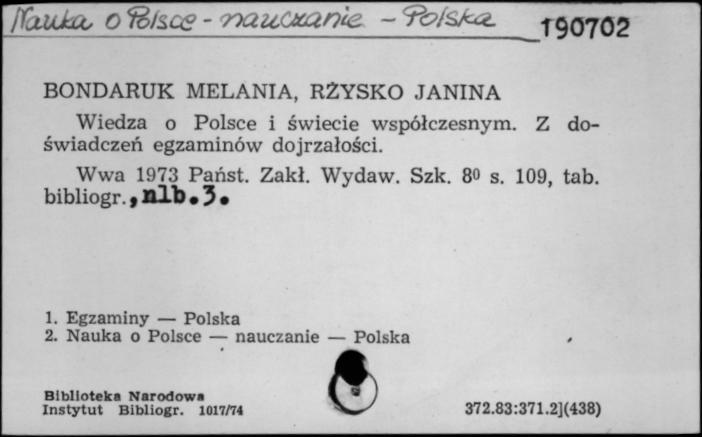 Nauka o Polsce - nauczanie - Polska
190702
BONDARUK MELANIA, RŻYSKO JANINA
Wiedza o Polsce i świecie współczesnym. Z do-
świadczeń egzaminów dojrzałości.
Wwa 1973 Państ. Zakł. Wydaw. Szk. 8⁰ s. 109, tab.
bibliogr., nlb.3.
1. Egzaminy — Polska
2. Nauka o Polsce — nauczanie — Polska
Biblioteka Narodowa
Instytut Bibliogr. 1017/74
372.83:371.2](438)